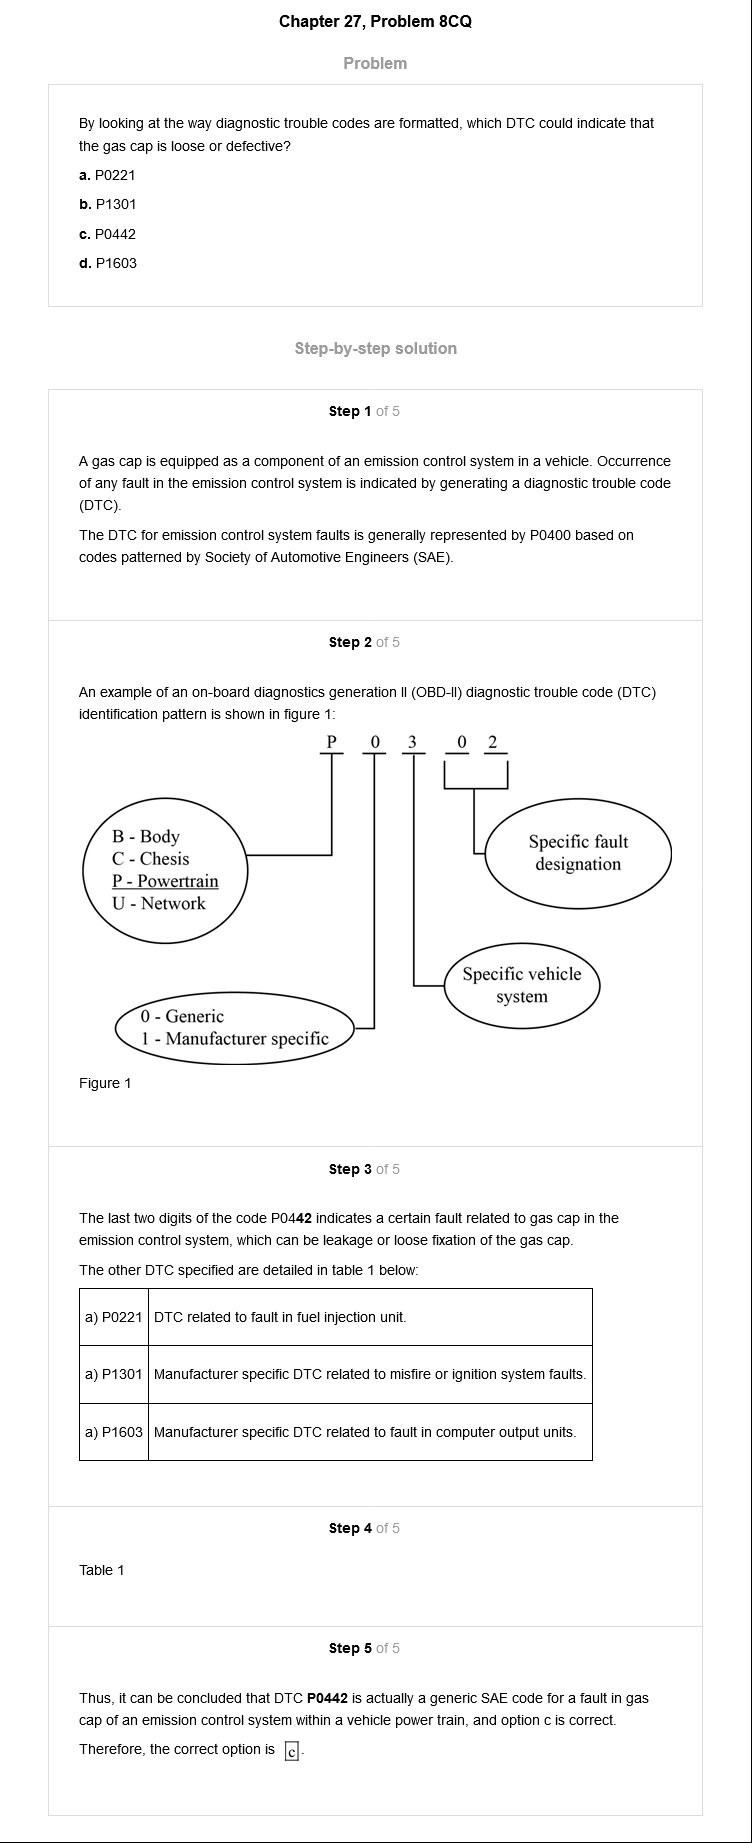 Chapter 27, Problem 8CQ
Problem
By looking at the way diagnostic trouble codes are formatted, which DTC could indicate that
the gas cap is loose or defective?
a. P0221
b. P1301
c. P0442
d. P1603
Step-by-step solution
Step 1 of 5
A gas cap is equipped as a component of an emission control system in a vehicle. Occurrence
of any fault in the emission control system is indicated by generating a diagnostic trouble code
(DTC).
The DTC for emission control system faults is generally represented by P0400 based on
codes patterned by Society of Automotive Engineers (SAE).
Step 2 of 5
An example of an on-board diagnostics generation II (OBD-II) diagnostic trouble code (DTC)
identification pattern is shown in figure 1:
P 0 3 0 2
B - Body
C - Chesis
P - Powertrain
U - Network
Specific fault
designation
Specific vehicle
system
0 - Generic
1 - Manufacturer specific
Figure 1
Step 3 of 5
The last two digits of the code P0442 indicates a certain fault related to gas cap in the
emission control system, which can be leakage or loose fixation of the gas cap.
The other DTC specified are detailed in table 1 below:
a) P0221 DTC related to fault in fuel injection unit.
a) P1301 Manufacturer specific DTC related to misfire or ignition system faults.
a) P1603 Manufacturer specific DTC related to fault in computer output units.
Step 4 of 5
Table 1
Step 5 of 5
Thus, it can be concluded that DTC P0442 is actually a generic SAE code for a fault in gas
cap of an emission control system within a vehicle power train, and option c is correct.
Therefore, the correct option is c.